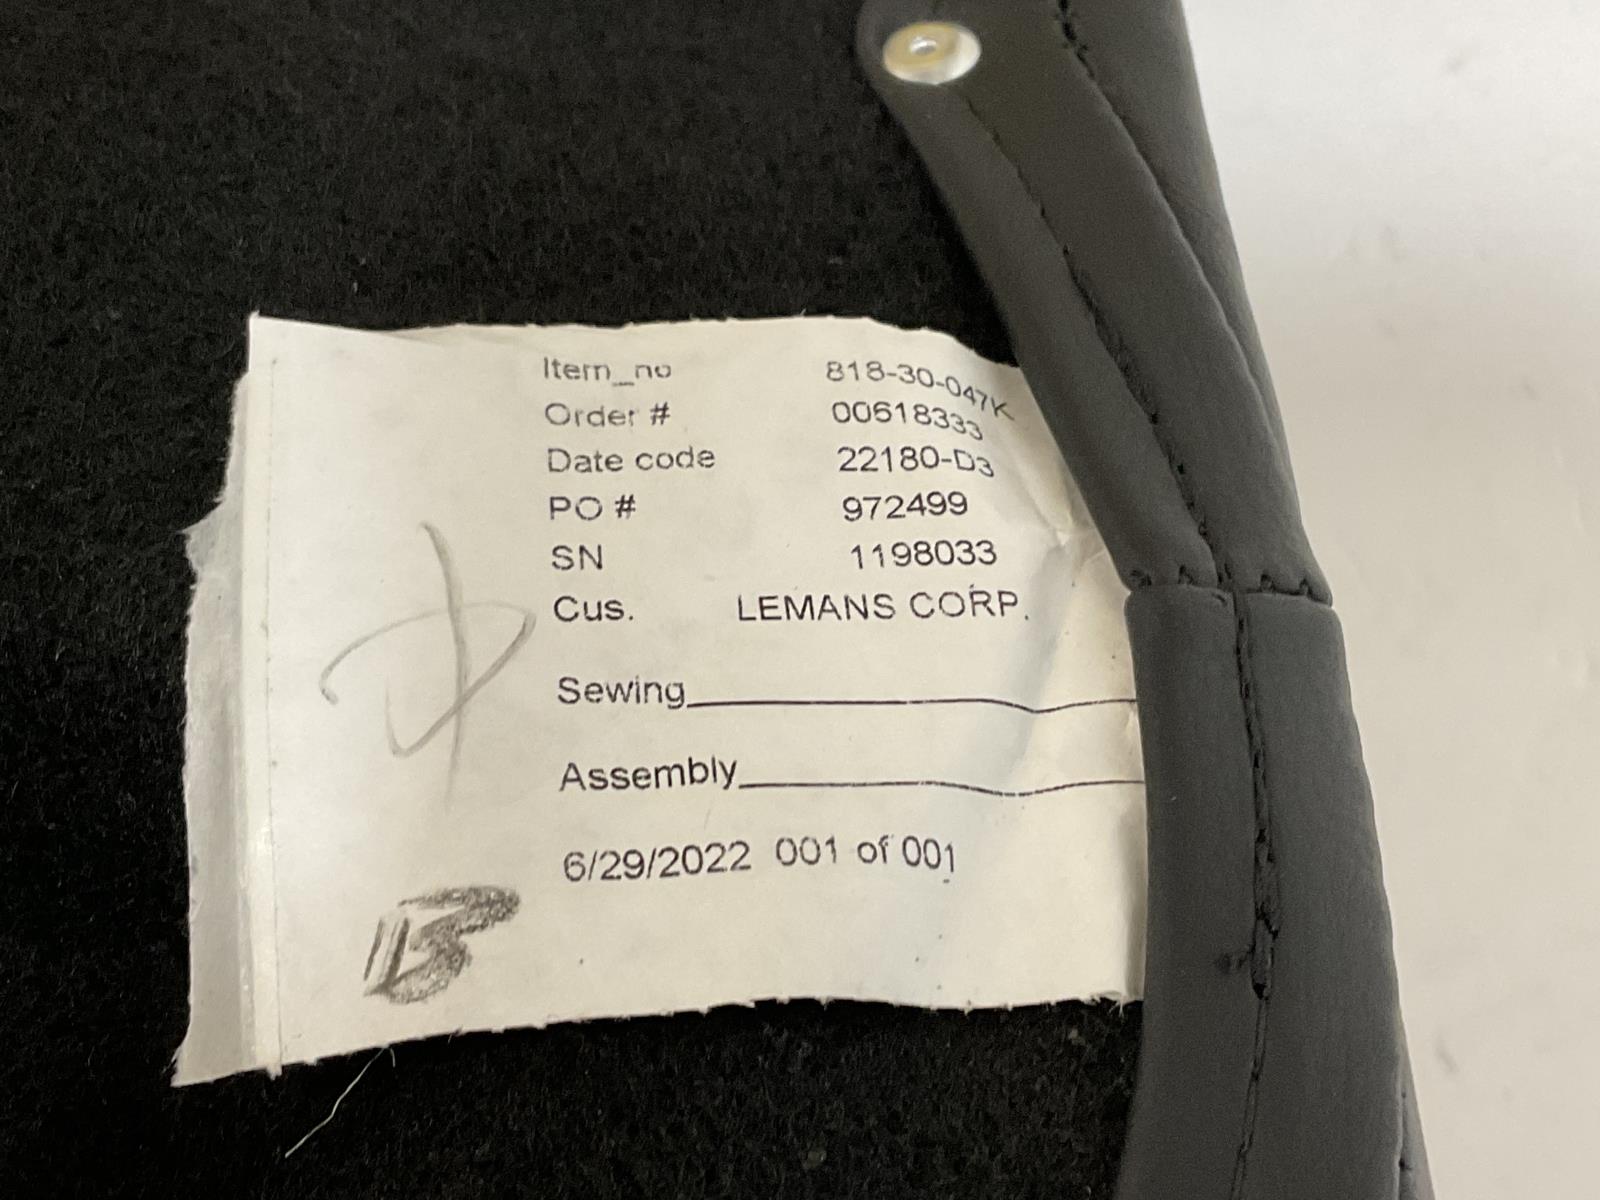 Item_no 818-30-047K
Order # 00618333
Date code 22180-D3
PO # 972499
SN 1198033
Cus. LEMANS CORP.
Sewing
Assembly
6/29/2022 001 of 001